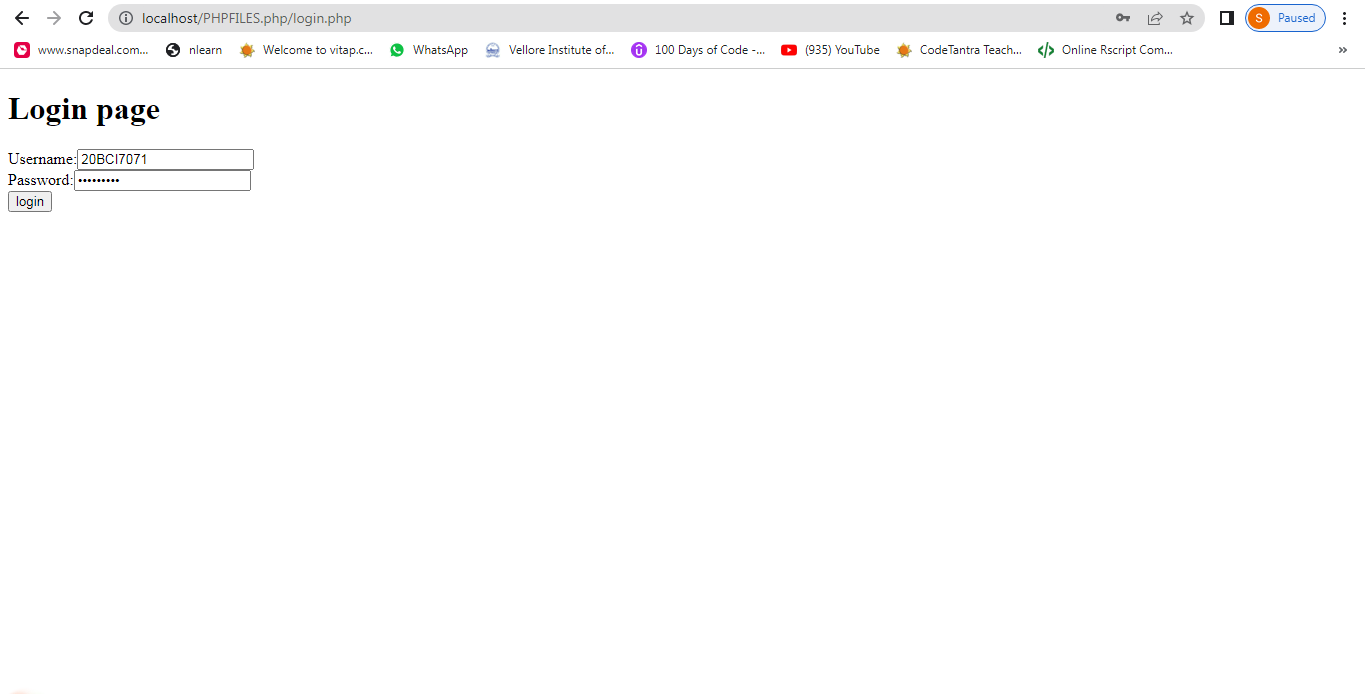 localhost/PHPFILES.php/login.php S Paused
www.snapdeal.com... nlearn Welcome to vitap.c... WhatsApp Vellore Institute of... 100 Days of Code -... (935) YouTube CodeTantra Teach... Online Rscript Com... »
Login page
Username: 20BCI7071
Password: •••••••••
login